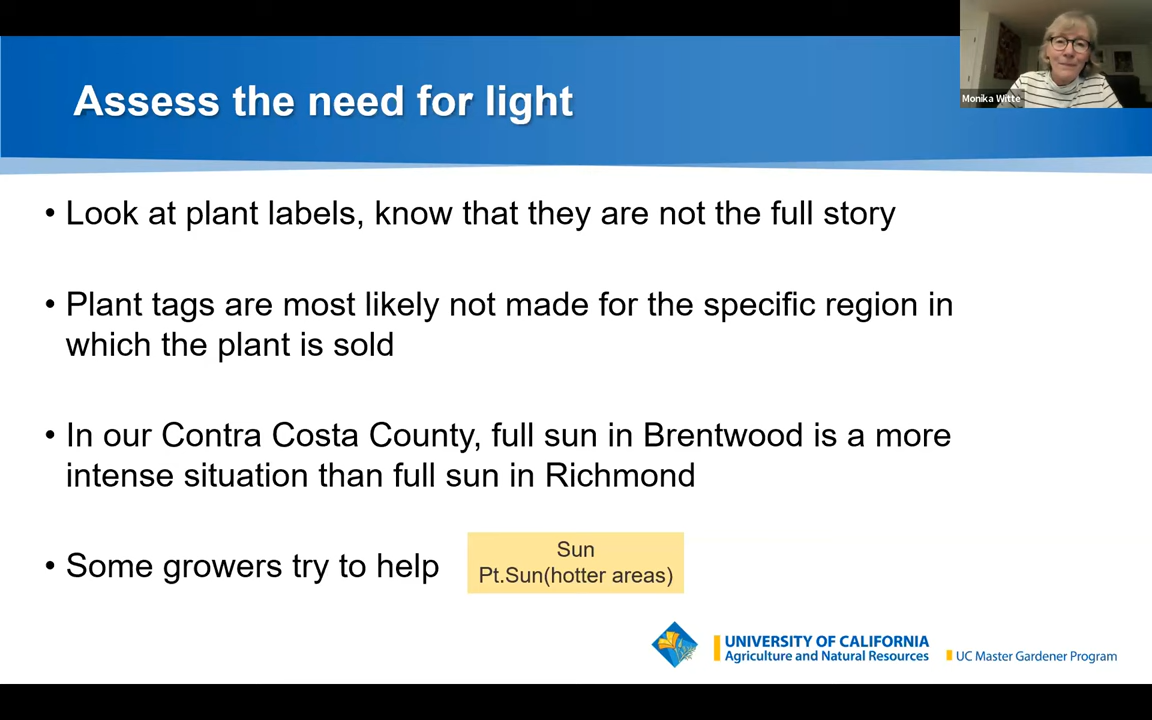 Assess the need for light
Monika Witte
• Look at plant labels, know that they are not the full story
• Plant tags are most likely not made for the specific region in
which the plant is sold
• In our Contra Costa County, full sun in Brentwood is a more
intense situation than full sun in Richmond
• Some growers try to help
Sun
Pt.Sun(hotter areas)
UNIVERSITY OF CALIFORNIA
Agriculture and Natural Resources
UC Master Gardener Program